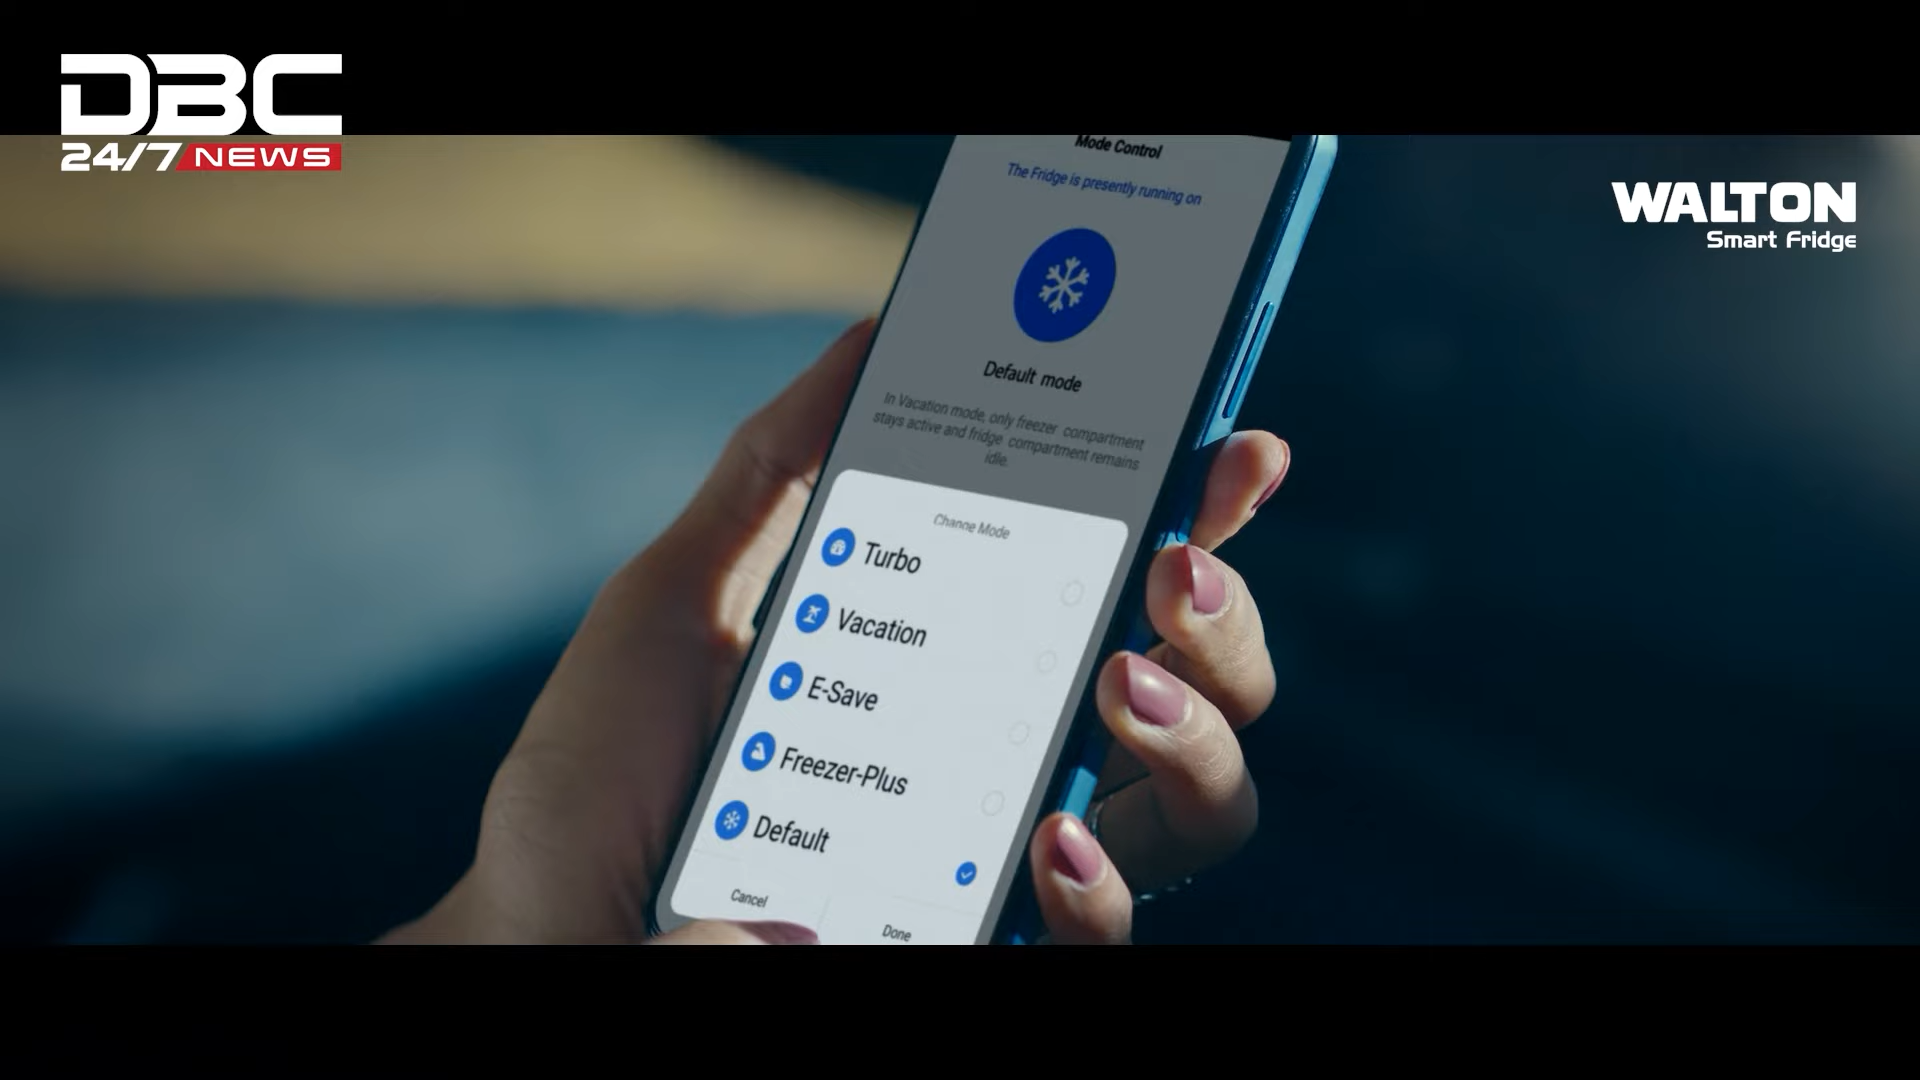 DBC
24/7 NEWS
WALTON
Smart Fridge
Mode Control
The Fridge is presently running on
Default mode
In Vacation mode, only freezer compartment
stays active and fridge compartment remains
idle.
Change Mode
Turbo
Vacation
E-Save
Freezer-Plus
Default
Cancel
Done